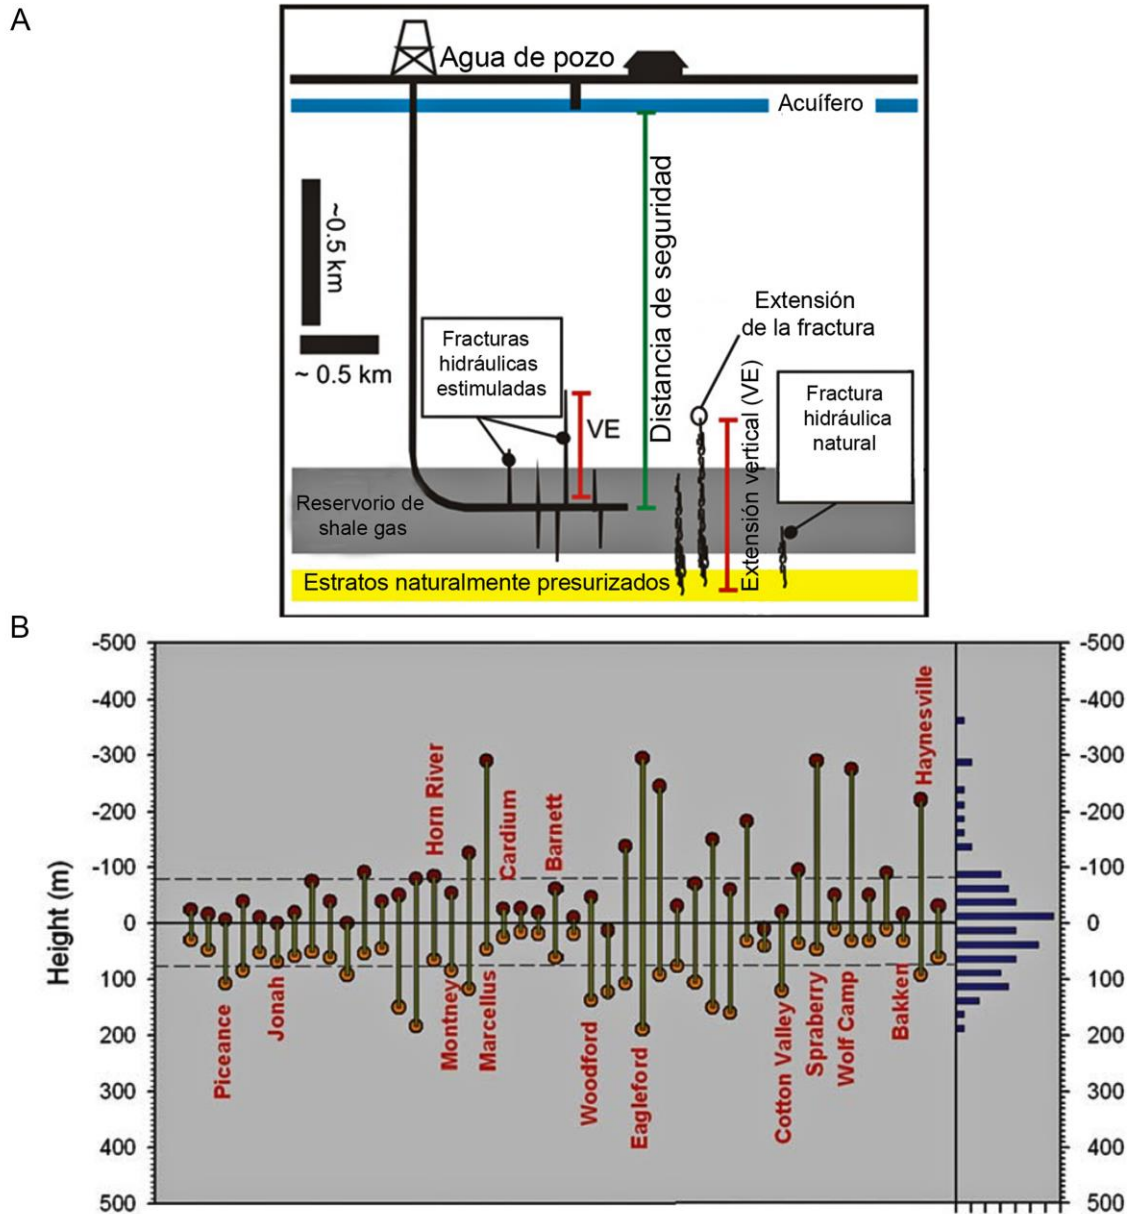 A
Agua de pozo
Acuífero
Distancia de seguridad
~0.5 km
~ 0.5 km
Extensión
de la fractura
Fracturas
hidráulicas
estimuladas
VE
Extensión vertical (VE)
Fractura
hidráulica
natural
Reservorio de
shale gas
Estratos naturalmente presurizados
B
Height (m)
-500
-400
-300
-200
-100
0
100
200
300
400
500
Piceance
Jonah
Horn River
Montney
Marcellus
Cardium
Barnett
Woodford
Eagleford
Cotton Valley
Spraberry
Wolf Camp
Bakken
Haynesville
-500
-400
-300
-200
-100
0
-100
-200
-300
-400
-500